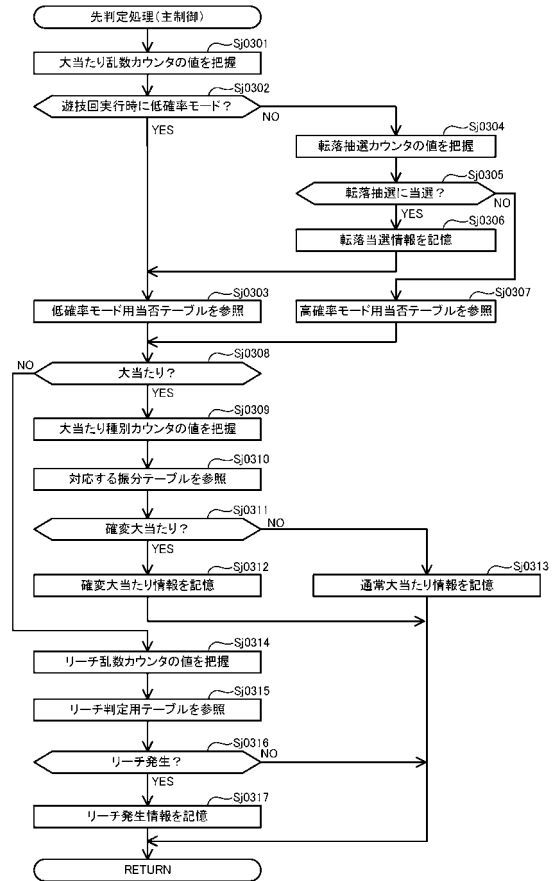 先判定処理(主制御)
Sj0301
大当たり乱数カウンタの値を把握
Sj0302
遊技回実行時に低確率モード?
NO
YES
Sj0304
転落抽選カウンタの値を把握
Sj0305
転落抽選に当選?
NO
YES
Sj0306
転落当選情報を記憶
Sj0303
低確率モード用当否テーブルを参照
Sj0307
高確率モード用当否テーブルを参照
Sj0308
NO
大当たり?
YES
Sj0309
大当たり種別カウンタの値を把握
Sj0310
対応する振分テーブルを参照
Sj0311
確変大当たり?
NO
YES
Sj0312
確変大当たり情報を記憶
Sj0313
通常大当たり情報を記憶
Sj0314
リーチ乱数カウンタの値を把握
Sj0315
リーチ判定用テーブルを参照
Sj0316
リーチ発生?
NO
YES
Sj0317
リーチ発生情報を記憶
RETURN